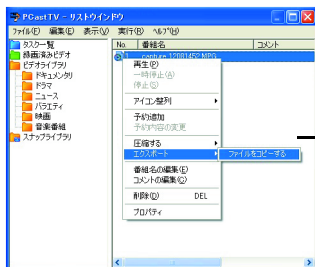 PCastTV - リストウインドウ
ファイル(F) 編集(E) 表示(V) 実行(R) ヘルプ(H)
タスク一覧
録画済みビデオ
ビデオライブラリ
ドキュメンタリ
ドラマ
ニュース
バラエティ
映画
音楽番組
スナップライブラリ
No. 番組名 コメント
1 capture 12001452.MPG
再生(P)
一時停止(A)
停止(S)
アイコン整列
予約追加
予約内容の変更
圧縮する
エクスポート ファイルをコピーする
番組名の編集(E)
コメントの編集(C)
削除(D) DEL
プロパティ